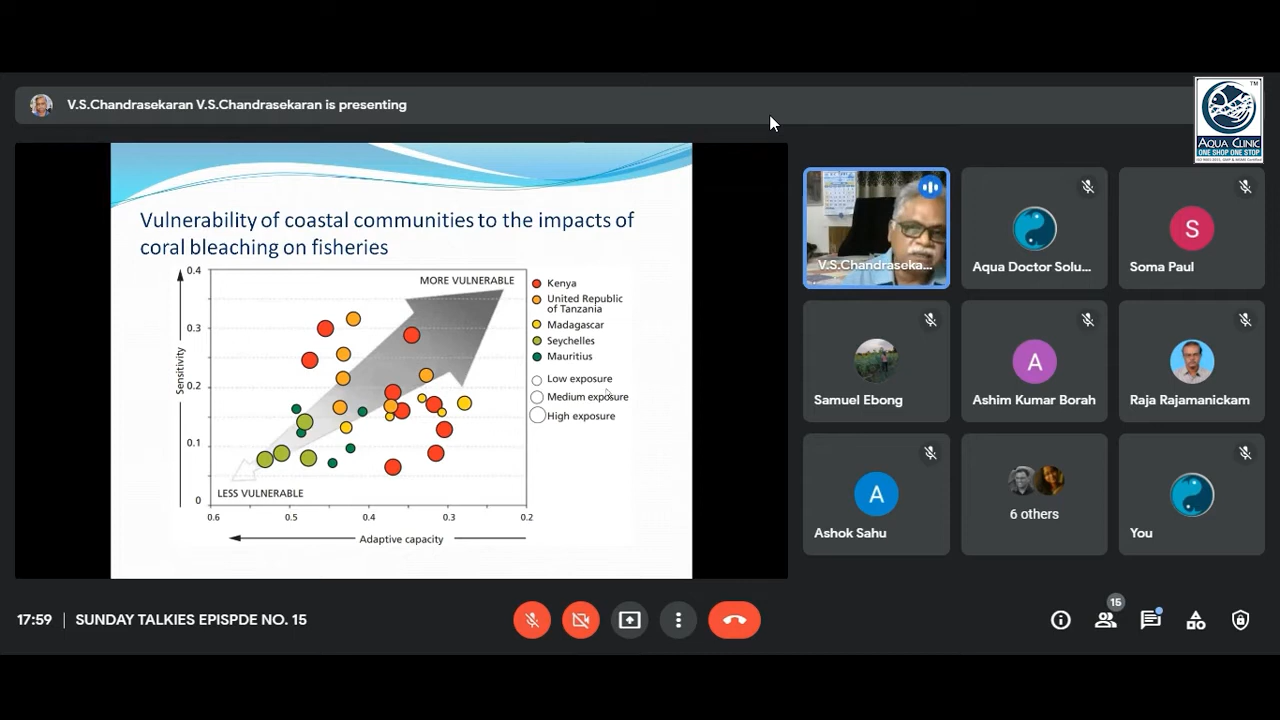 V.S.Chandrasekaran V.S.Chandrasekaran is presenting
TM
AQUA CLINIC
ONE SHOP ONE STOP
Vulnerability of coastal communities to the impacts of
coral bleaching on fisheries
MORE VULNERABLE
LESS VULNERABLE
Sensitivity
0.4
0.3
0.2
0.1
0
0.6
0.5
0.4
0.3
0.2
Adaptive capacity
Kenya
United Republic
of Tanzania
Madagascar
Seychelles
Mauritius
Low exposure
Medium exposure
High exposure
V.S.Chandraseka...
Aqua Doctor Solu...
S
Soma Paul
Samuel Ebong
A
Ashim Kumar Borah
Raja Rajamanickam
A
Ashok Sahu
6 others
You
17:59 | SUNDAY TALKIES EPISPDE NO. 15
15